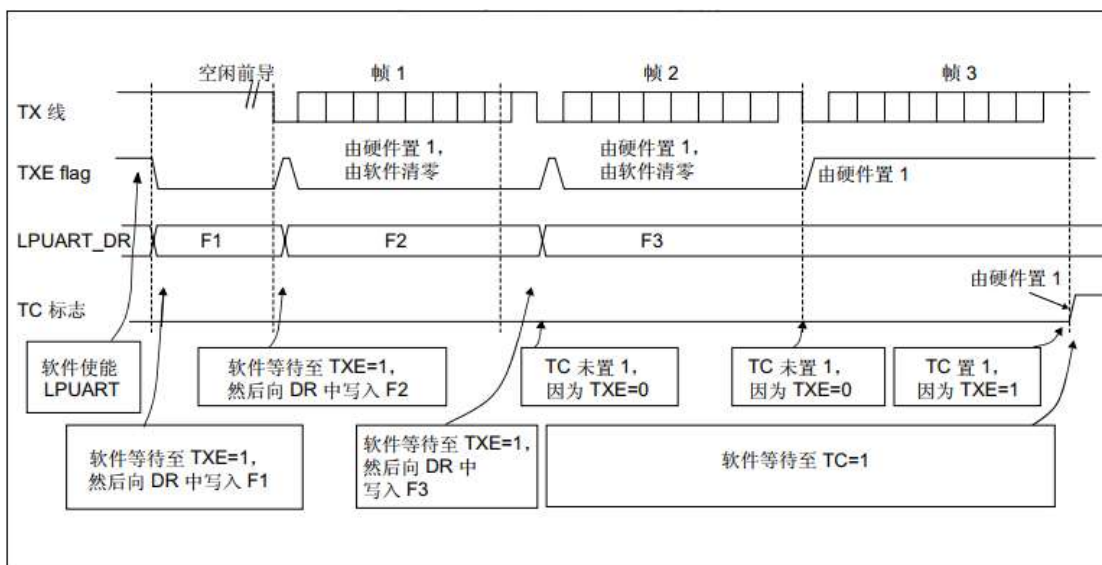 空闲前导
帧 1
帧 2
帧 3
TX 线
由硬件置 1，
由软件清零
由硬件置 1，
由软件清零
TXE flag
由硬件置 1
LPUART_DR
F1
F2
F3
由硬件置 1
TC 标志
软件使能
LPUART
软件等待至 TXE=1，
然后向 DR 中写入 F2
TC 未置 1，
因为 TXE=0
TC 未置 1，
因为 TXE=0
TC 置 1，
因为 TXE=1
软件等待至 TXE=1，
然后向 DR 中写入 F1
软件等待至 TXE=1，
然后向 DR 中
写入 F3
软件等待至 TC=1